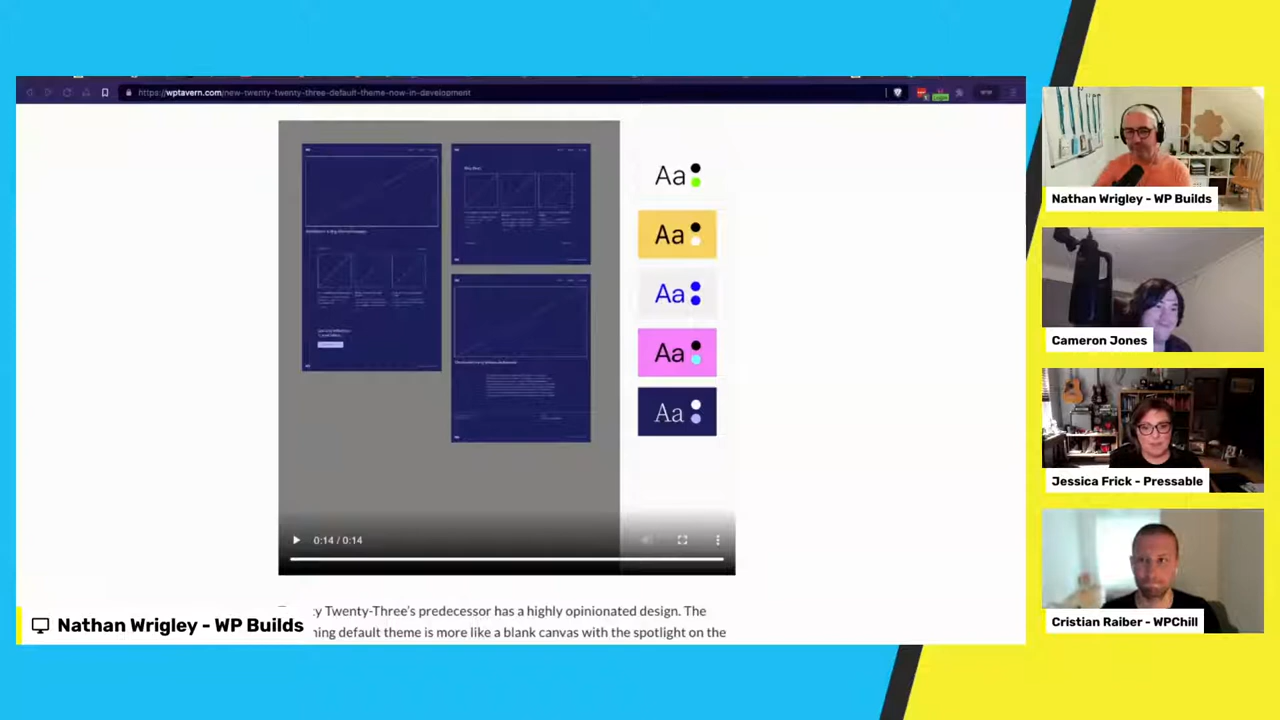 https://wptavern.com/new-twenty-twenty-three-default-theme-now-in-development
Aa
Aa
Aa
Aa
Aa
0:14 / 0:14
Twenty-Three's predecessor has a highly opinionated design. The
default theme is more like a blank canvas with the spotlight on the
Nathan Wrigley - WP Builds
Nathan Wrigley - WP Builds
Cameron Jones
Jessica Frick - Pressable
Cristian Raiber - WPChill